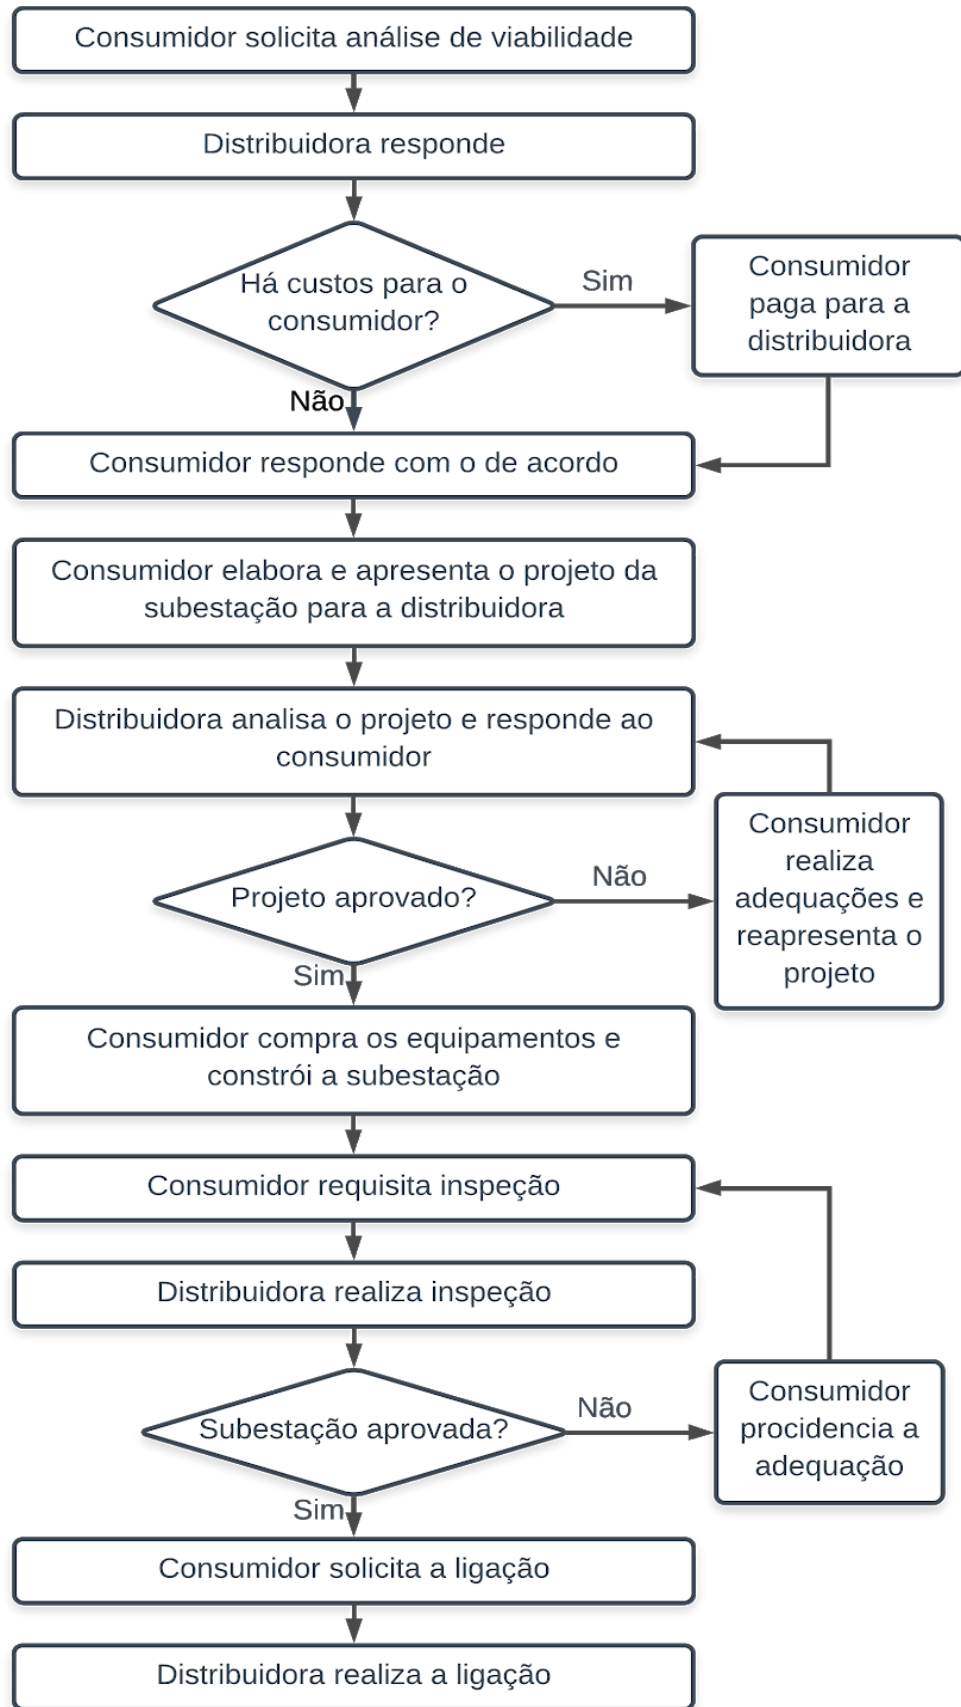 Consumidor solicita análise de viabilidade
Distribuidora responde
Há custos para o
consumidor?
Sim
Consumidor
paga para a
distribuidora
Não
Consumidor responde com o de acordo
Consumidor elabora e apresenta o projeto da
subestação para a distribuidora
Distribuidora analisa o projeto e responde ao
consumidor
Projeto aprovado?
Não
Consumidor
realiza
adequações e
reapresenta o
projeto
Sim
Consumidor compra os equipamentos e
constrói a subestação
Consumidor requisita inspeção
Distribuidora realiza inspeção
Subestação aprovada?
Não
Consumidor
procidencia a
adequação
Sim
Consumidor solicita a ligação
Distribuidora realiza a ligação